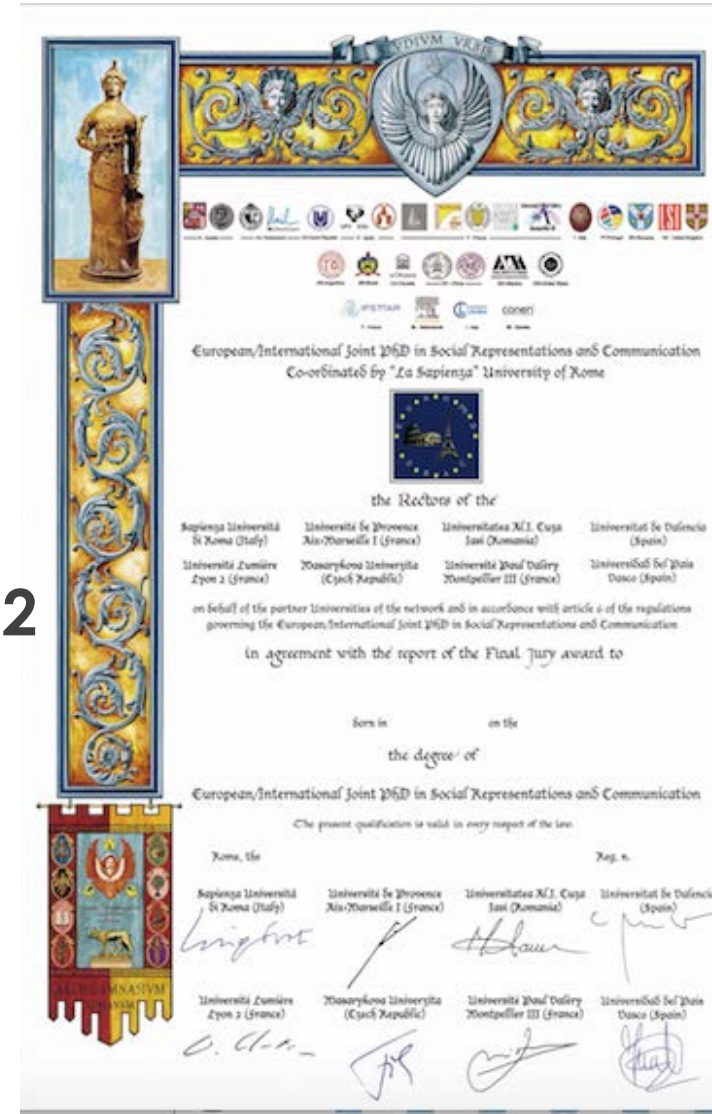 VDIVM VRBIS
IFSTTAR
coneri
European/International Joint PhD in Social Representations and Communication
Co-ordinated by "La Sapienza" University of Rome
the Rectors of the
Sapienza Università di Roma (Italy)
Université de Provence Aix-Marseille I (France)
Universitatea Al.I. Cuza Iasi (Romania)
Universitat de Valencia (Spain)
Université Lumière Lyon 2 (France)
Masarykova Univerzita (Czech Republic)
Université Paul Valéry Montpellier III (France)
Universidad del Pais Vasco (Spain)
on behalf of the partner Universities of the network and in accordance with article 6 of the regulations
governing the European/International Joint PhD in Social Representations and Communication
in agreement with the report of the Final Jury award to
born in on the
the degree of
European/International Joint PhD in Social Representations and Communication
The present qualification is valid in every respect of the law.
Rome, the Reg. n.
Sapienza Università di Roma (Italy)
Université de Provence Aix-Marseille I (France)
Universitatea Al.I. Cuza Iasi (Romania)
Universitat de Valencia (Spain)
Université Lumière Lyon 2 (France)
Masarykova Univerzita (Czech Republic)
Université Paul Valéry Montpellier III (France)
Universidad del Pais Vasco (Spain)
2